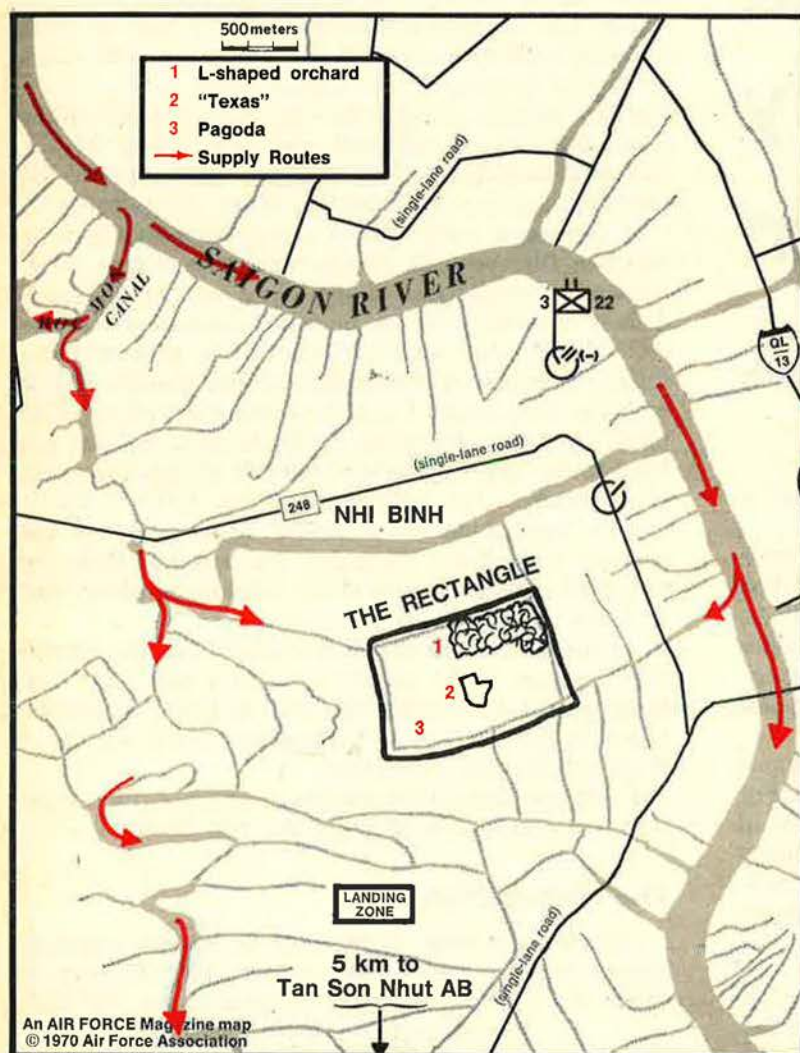 500 meters
1 L-shaped orchard
2 "Texas"
3 Pagoda
Supply Routes
(single-lane road)
SAIGON RIVER
HOC MON
CANAL
3 22
(-)
QL
13
(single-lane road)
248
NHI BINH
THE RECTANGLE
1
2
3
LANDING
ZONE
(single-lane road)
5 km to
Tan Son Nhut AB
An AIR FORCE Magazine map
© 1970 Air Force Association